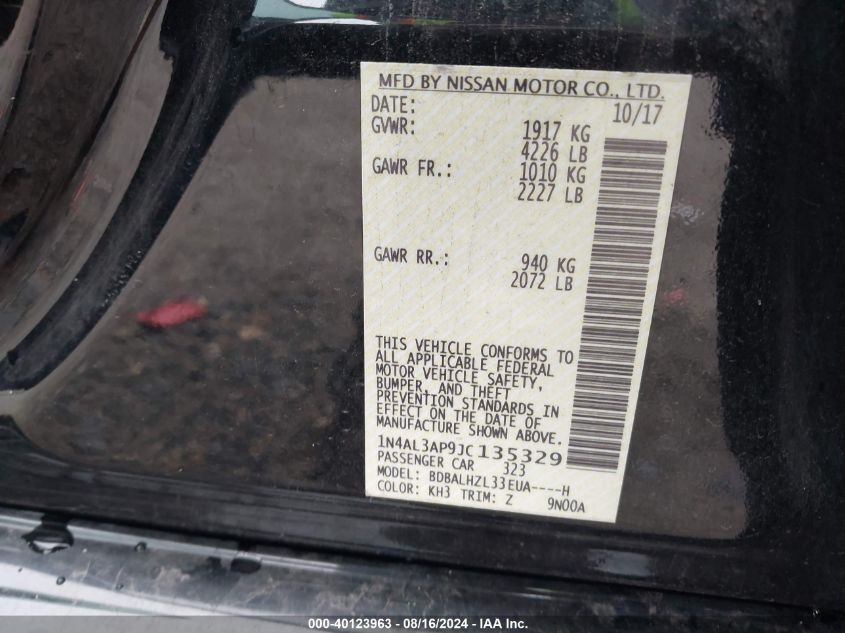 MFD BY NISSAN MOTOR CO., LTD.
DATE: 10/17
GVWR: 1917 KG
4226 LB
GAWR FR.: 1010 KG
2227 LB
GAWR RR.: 940 KG
2072 LB
THIS VEHICLE CONFORMS TO
ALL APPLICABLE FEDERAL
MOTOR VEHICLE SAFETY,
BUMPER, AND THEFT
PREVENTION STANDARDS IN
EFFECT ON THE DATE OF
MANUFACTURE SHOWN ABOVE.
1N4AL3AP9JC135329
PASSENGER CAR 323
MODEL: BDBALHZL33EUA----H
COLOR: KH3 TRIM: Z 9N00A
000-40123963 - 08/16/2024 - IAA Inc.